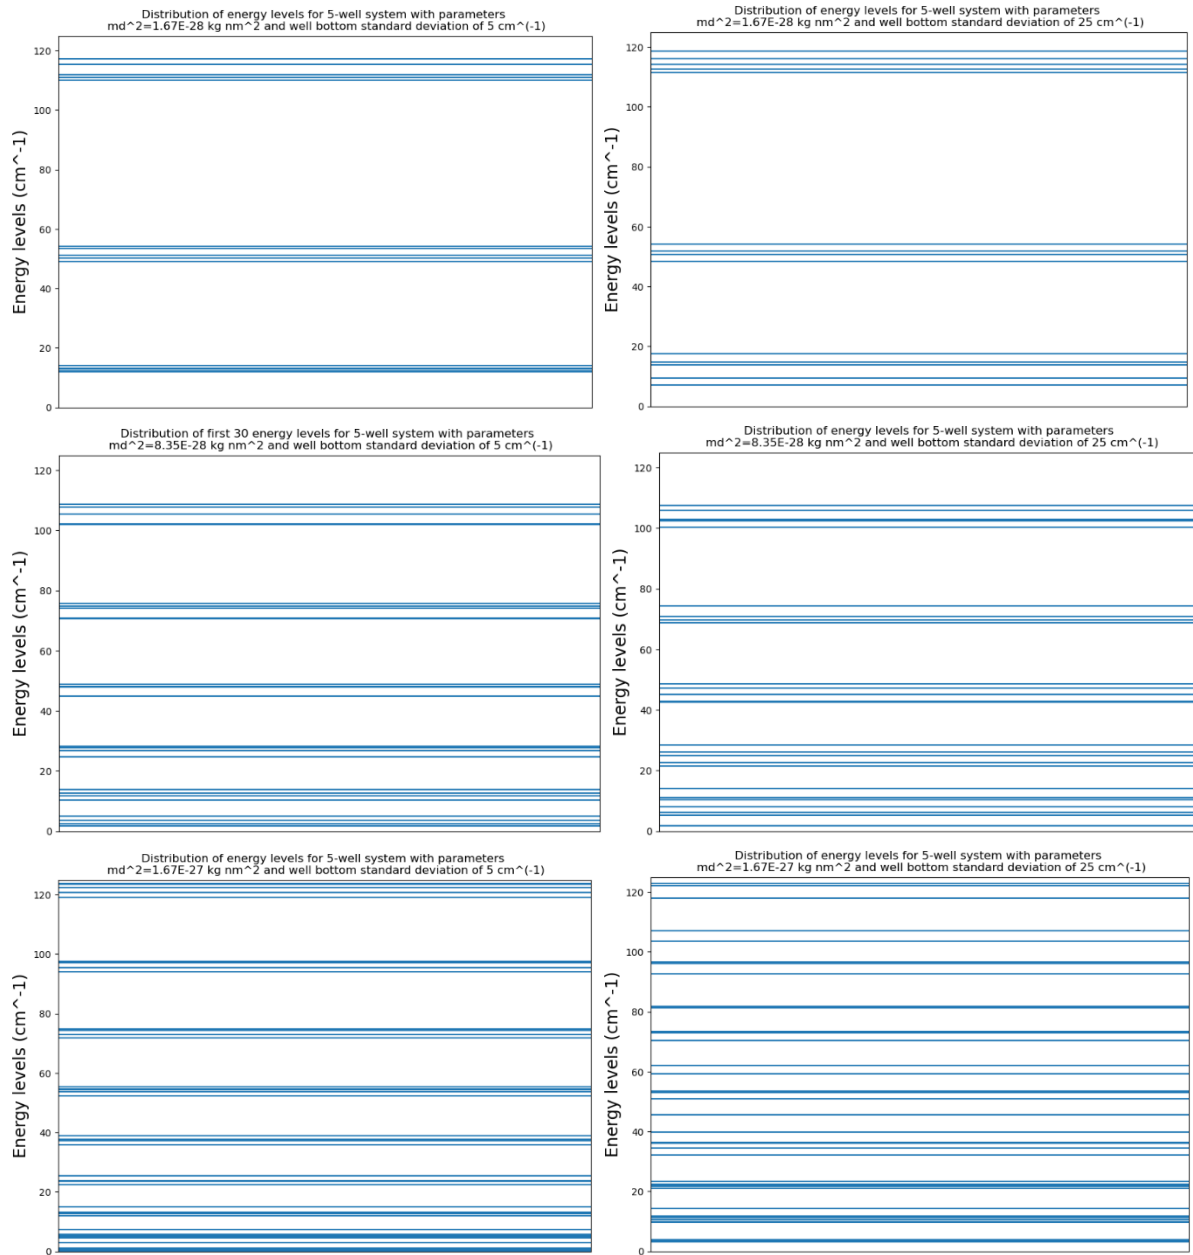 Distribution of energy levels for 5-well system with parameters
md^2=1.67E-28 kg nm^2 and well bottom standard deviation of 5 cm^(-1)
Energy levels (cm^-1)
120
100
80
60
40
20
0
Distribution of energy levels for 5-well system with parameters
md^2=1.67E-28 kg nm^2 and well bottom standard deviation of 25 cm^(-1)
Energy levels (cm^-1)
120
100
80
60
40
20
0
Distribution of first 30 energy levels for 5-well system with parameters
md^2=8.35E-28 kg nm^2 and well bottom standard deviation of 5 cm^(-1)
Energy levels (cm^-1)
120
100
80
60
40
20
0
Distribution of energy levels for 5-well system with parameters
md^2=8.35E-28 kg nm^2 and well bottom standard deviation of 25 cm^(-1)
Energy levels (cm^-1)
120
100
80
60
40
20
0
Distribution of energy levels for 5-well system with parameters
md^2=1.67E-27 kg nm^2 and well bottom standard deviation of 5 cm^(-1)
Energy levels (cm^-1)
120
100
80
60
40
20
0
Distribution of energy levels for 5-well system with parameters
md^2=1.67E-27 kg nm^2 and well bottom standard deviation of 25 cm^(-1)
Energy levels (cm^-1)
120
100
80
60
40
20
0